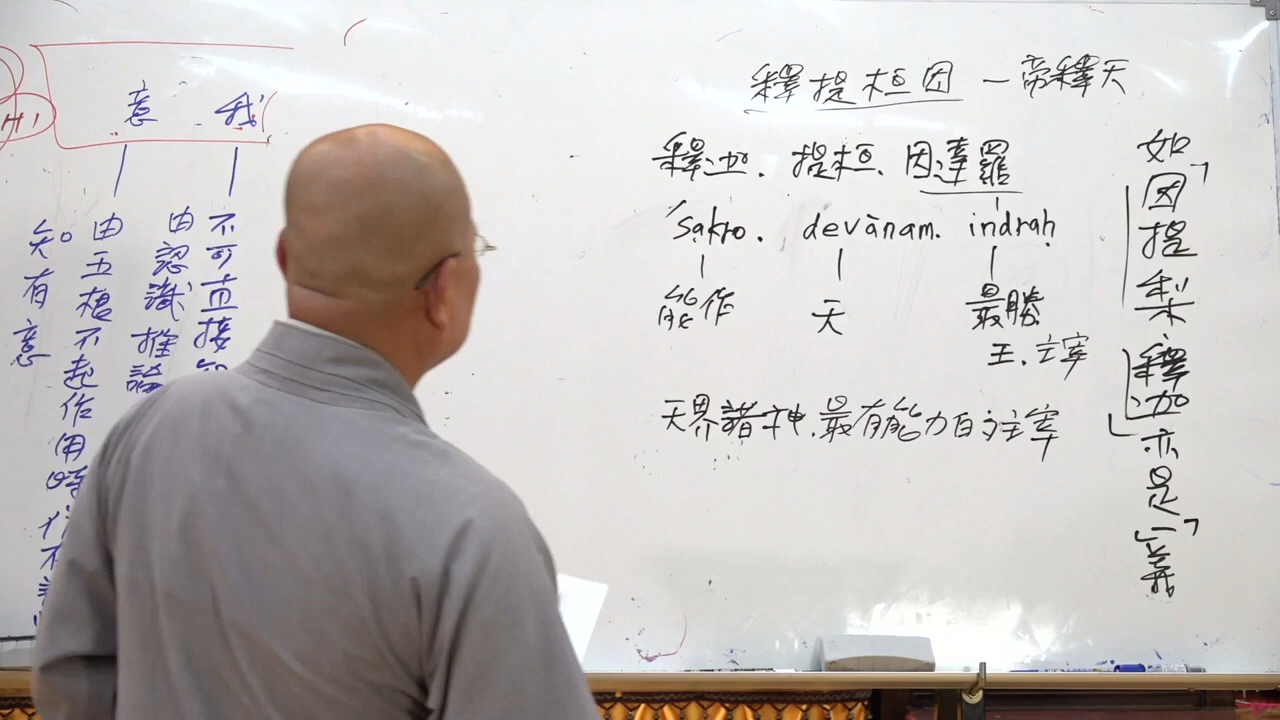 釋提桓因 — 帝釋天
釋迦. 提桓. 因達羅
śakro. devānam. indrah
能作 天 最勝
王. 主宰
天界諸神.最有能力自主宰
如「因提梨、釋迦」亦是「一義
我
不可直接知
由認識推論
意
由五根不起作用時
知有意